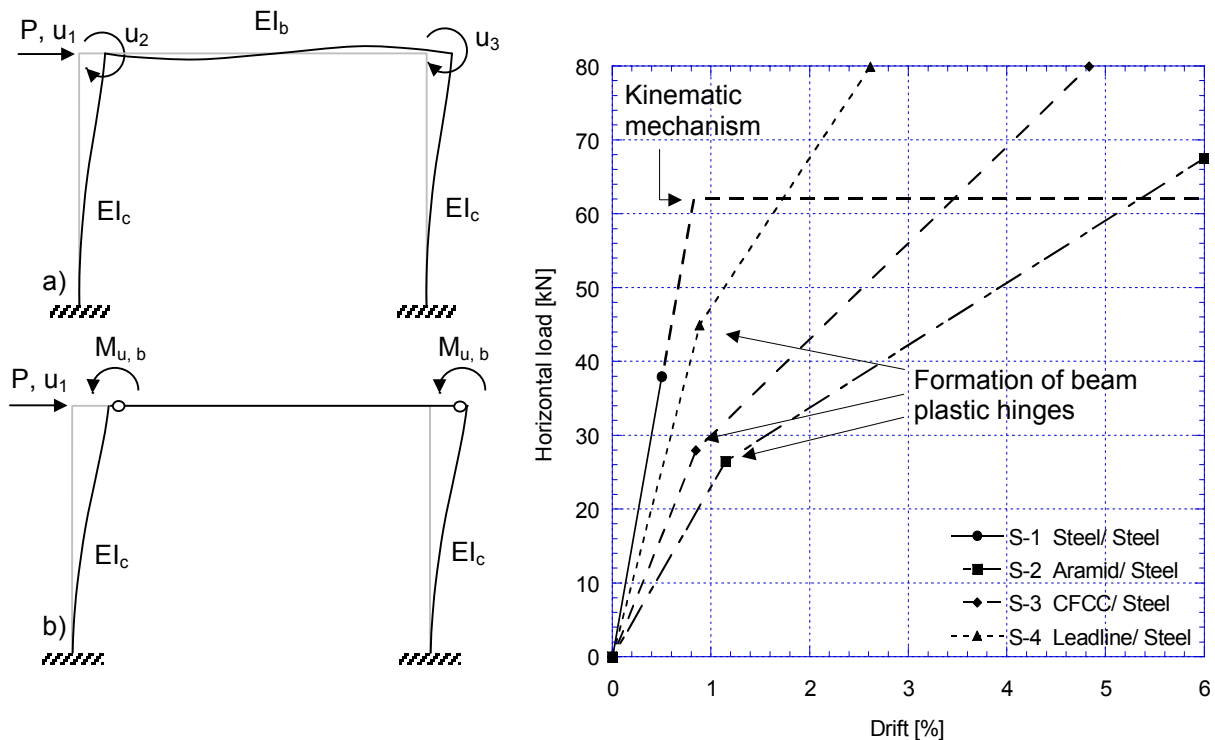 P, u1
u2
EIb
u3
EIc
EIc
a)
Mu, b
Mu, b
P, u1
EIc
EIc
b)
Horizontal load [kN]
80
70
60
50
40
30
20
10
0
Kinematic
mechanism
Formation of beam
plastic hinges
S-1 Steel/ Steel
S-2 Aramid/ Steel
S-3 CFCC/ Steel
S-4 Leadline/ Steel
0 1 2 3 4 5 6
Drift [%]